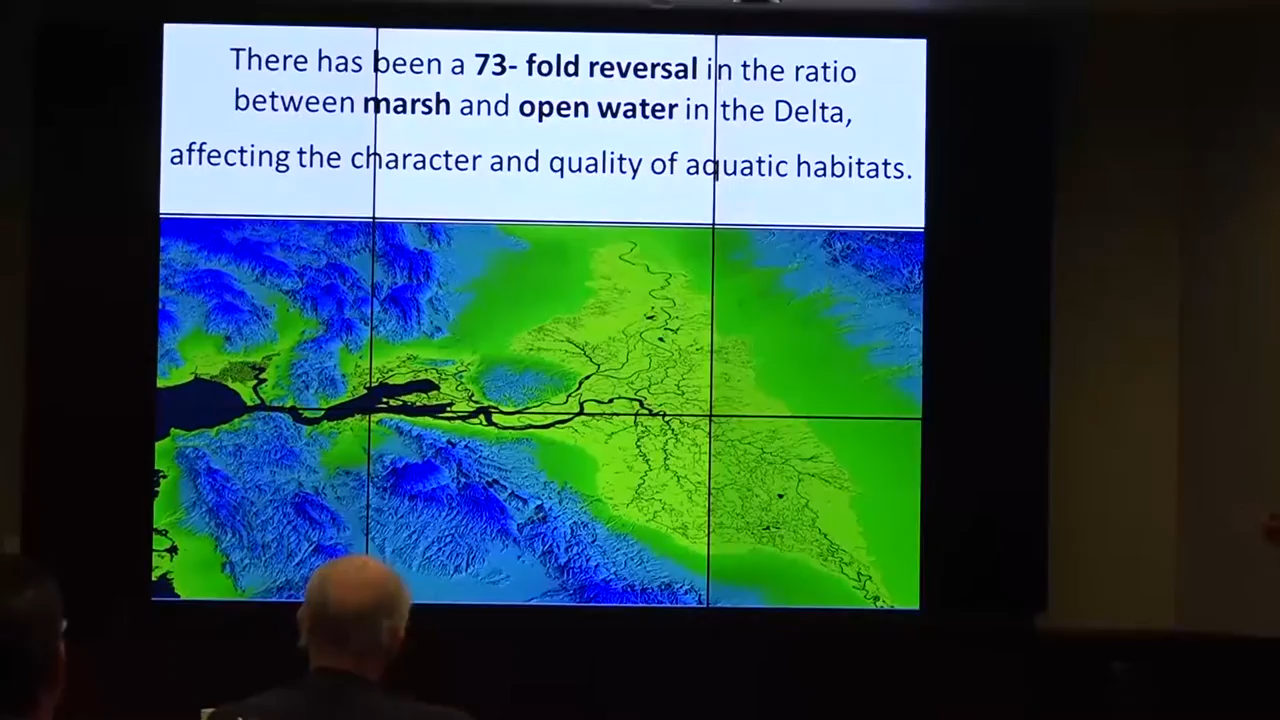 There has been a 73- fold reversal in the ratio
between marsh and open water in the Delta,
affecting the character and quality of aquatic habitats.